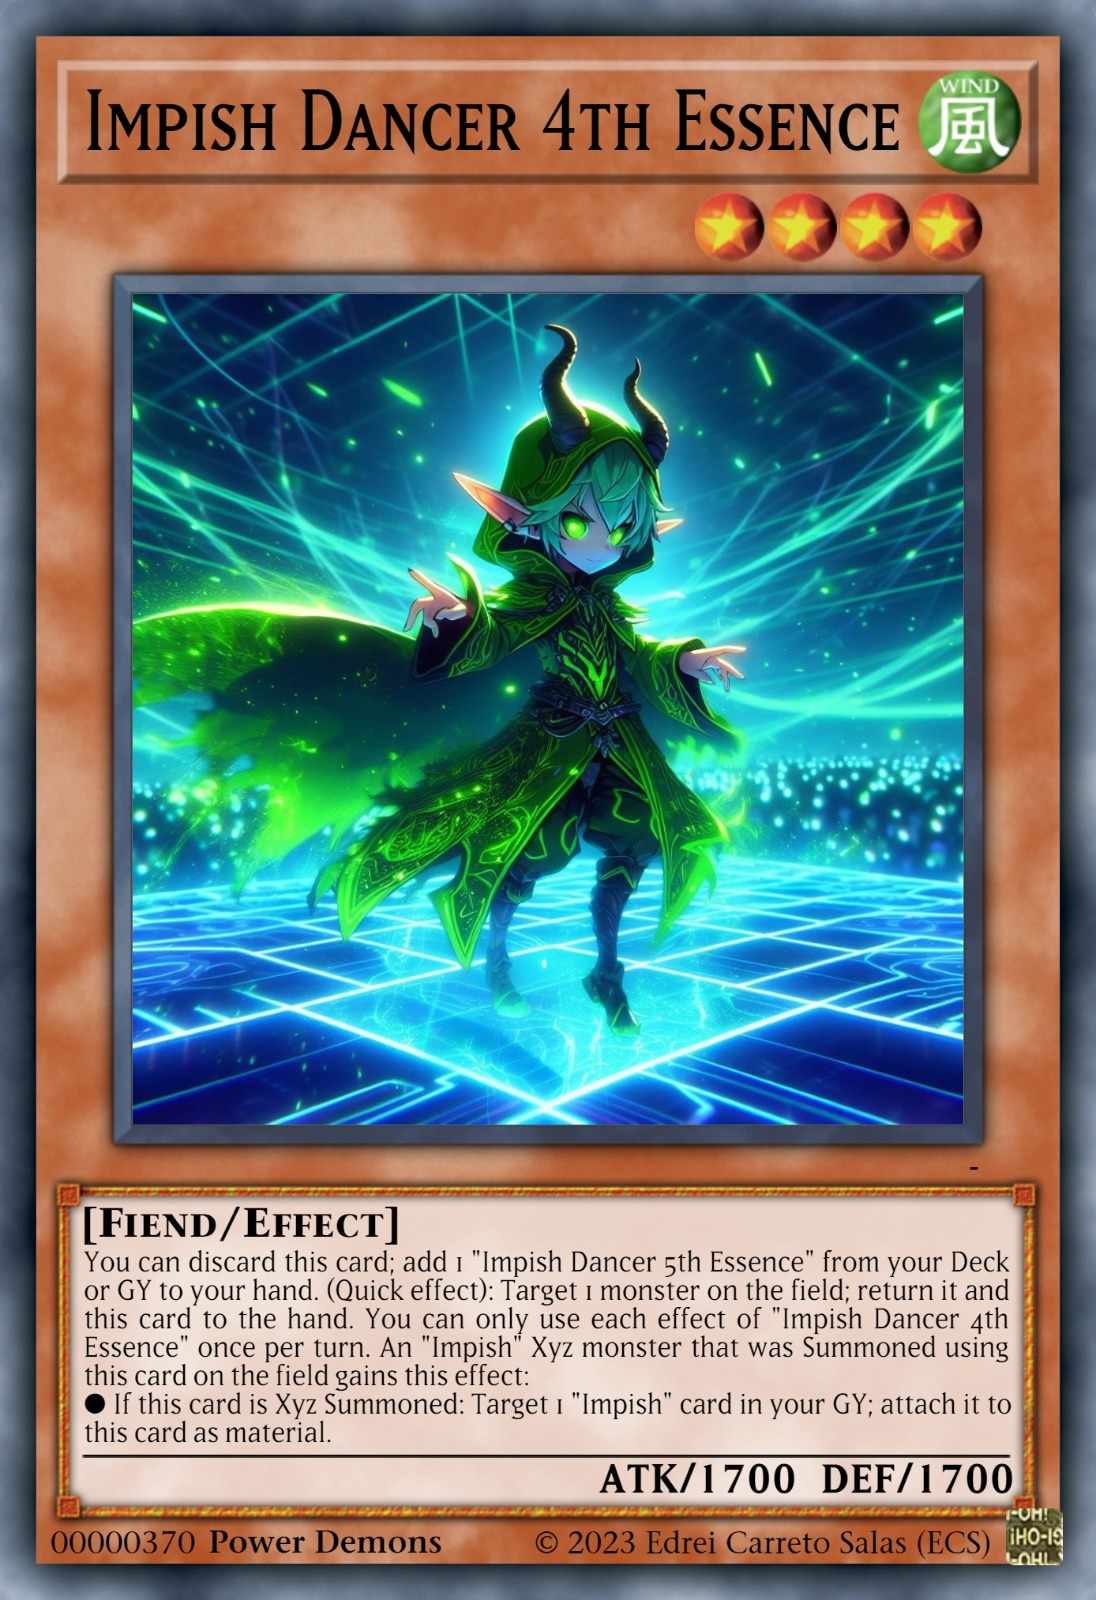 Impish Dancer 4th Essence
WIND
風
-
[Fiend/Effect]
You can discard this card; add 1 "Impish Dancer 5th Essence" from your Deck
or GY to your hand. (Quick effect): Target 1 monster on the field; return it and
this card to the hand. You can only use each effect of "Impish Dancer 4th
Essence" once per turn. An "Impish" Xyz monster that was Summoned using
this card on the field gains this effect:
● If this card is Xyz Summoned: Target 1 "Impish" card in your GY; attach it to
this card as material.
ATK/1700 DEF/1700
00000370 Power Demons © 2023 Edrei Carreto Salas (ECS)